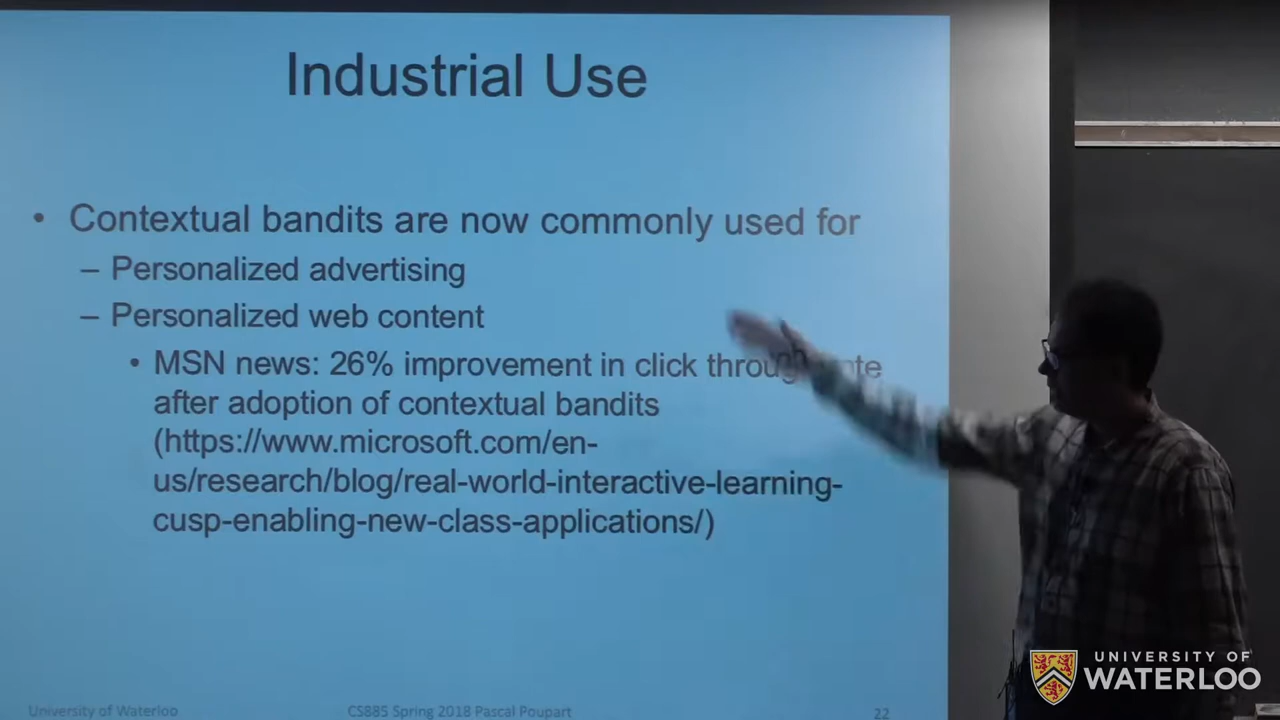 Industrial Use
• Contextual bandits are now commonly used for
– Personalized advertising
– Personalized web content
• MSN news: 26% improvement in click through
after adoption of contextual bandits
(https://www.microsoft.com/en-
us/research/blog/real-world-interactive-learning-
cusp-enabling-new-class-applications/)
University of Waterloo
CS885 Spring 2018 Pascal Poupart
22
UNIVERSITY OF
WATERLOO